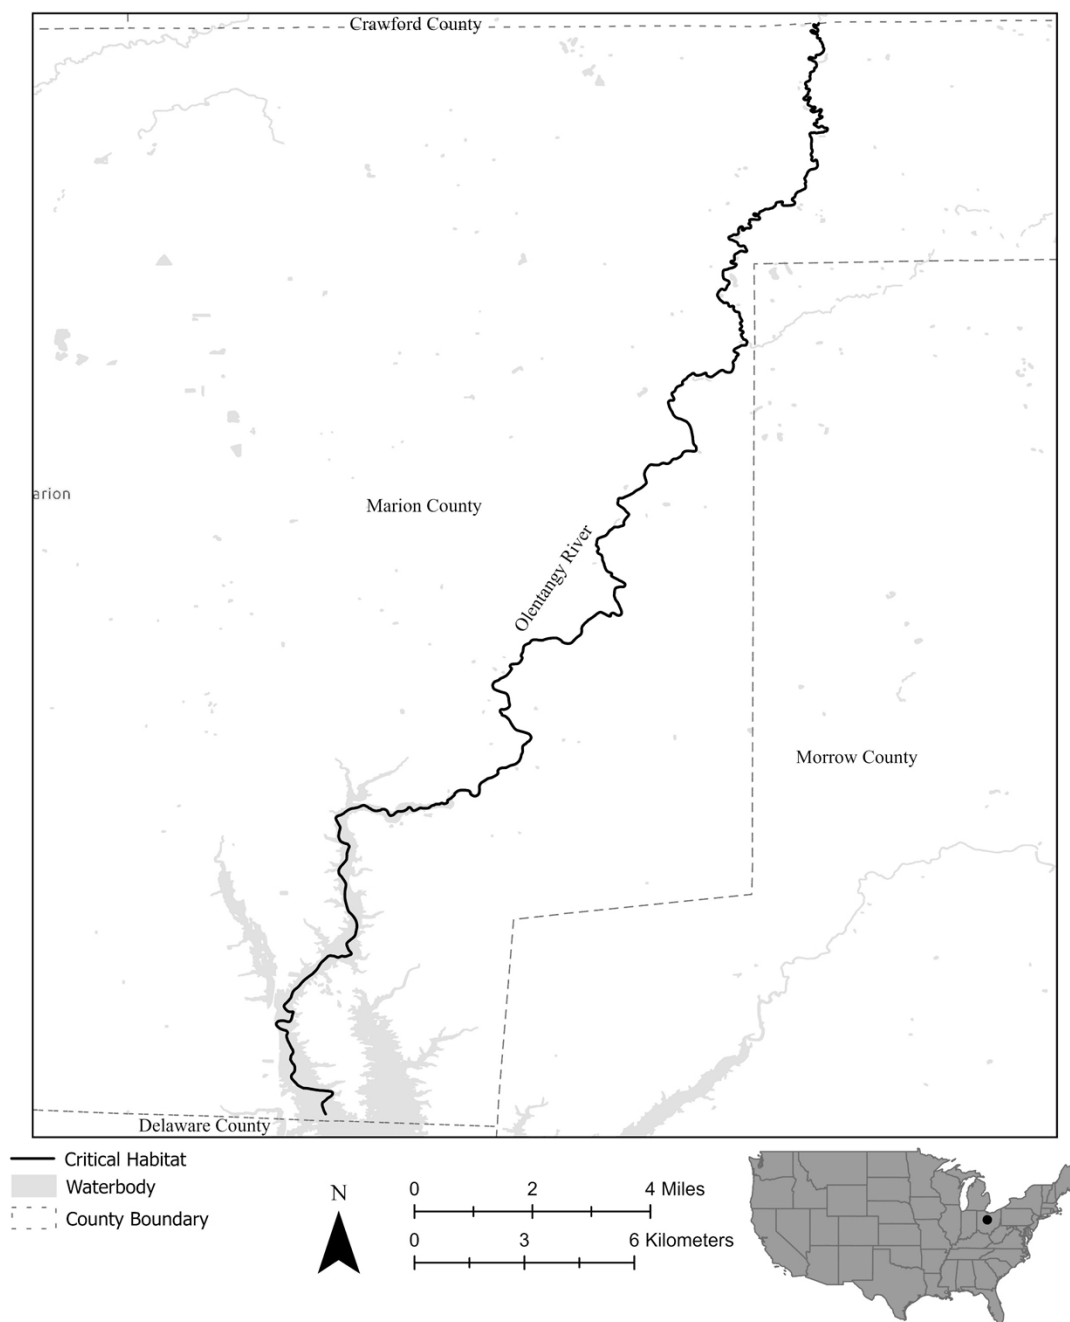 Crawford County
arion
Marion County
Olentangy River
Morrow County
Delaware County
Critical Habitat
Waterbody
County Boundary
N
0 2 4 Miles
0 3 6 Kilometers